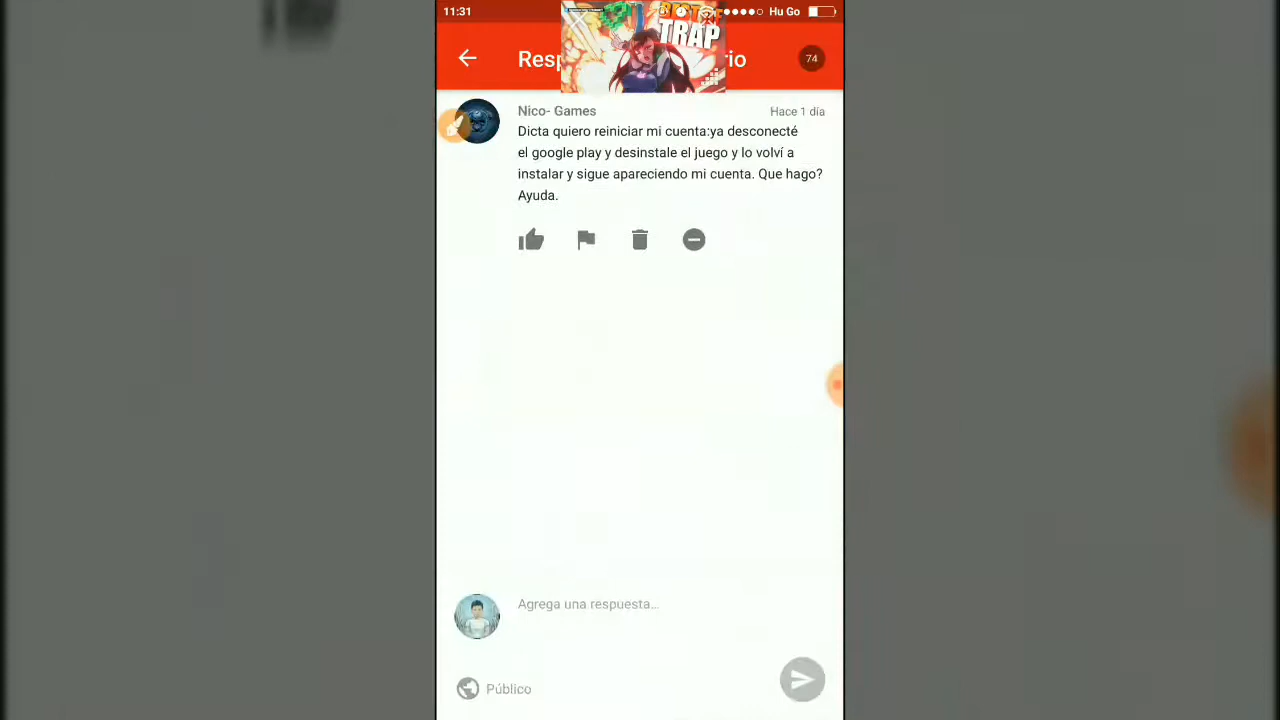 11:31
Hu Go
BEST OF
TRAP
74
Nico- Games
Hace 1 día
Dicta quiero reiniciar mi cuenta:ya desconecté
el google play y desinstale el juego y lo volví a
instalar y sigue apareciendo mi cuenta. Que hago?
Ayuda.
Agrega una respuesta...
Público